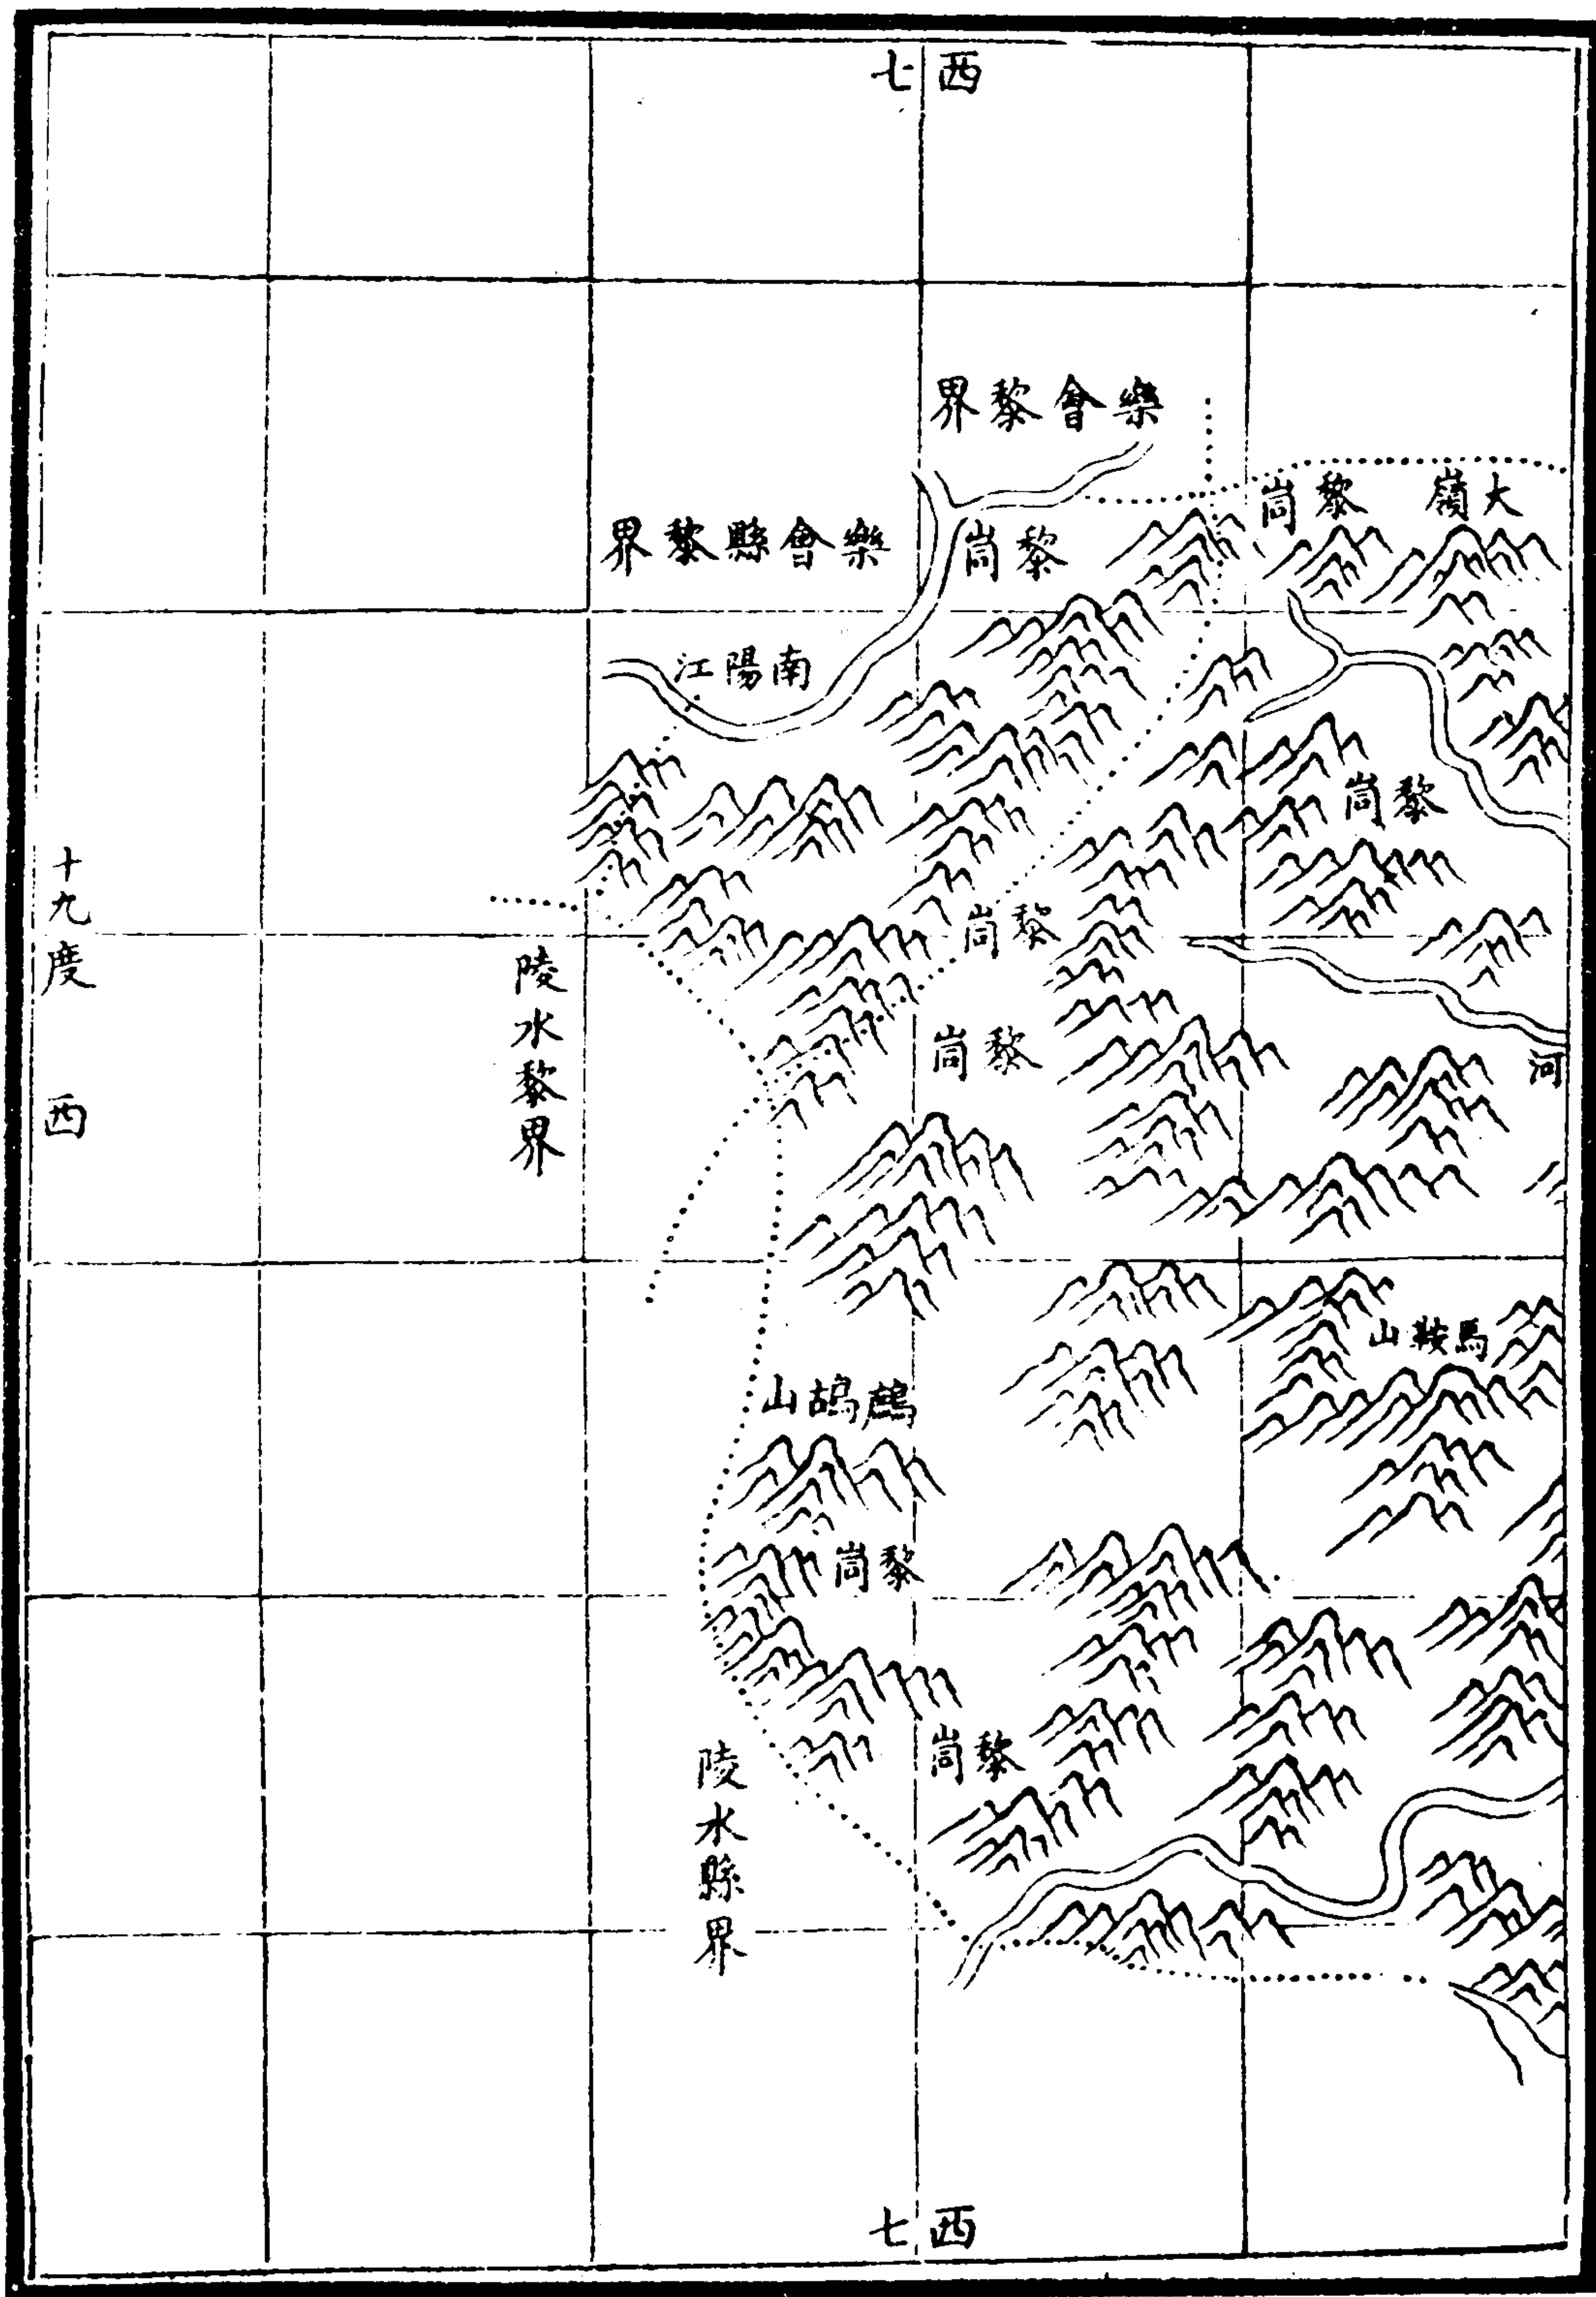 西七
樂會黎界
大嶺
黎峝
樂會縣黎界
黎峝
南陽江
黎峝
十九度 西
黎峝
陵水黎界
黎峝
河
馬鞍山
鷓鴣山
黎峝
黎峝
陵水縣界
西七